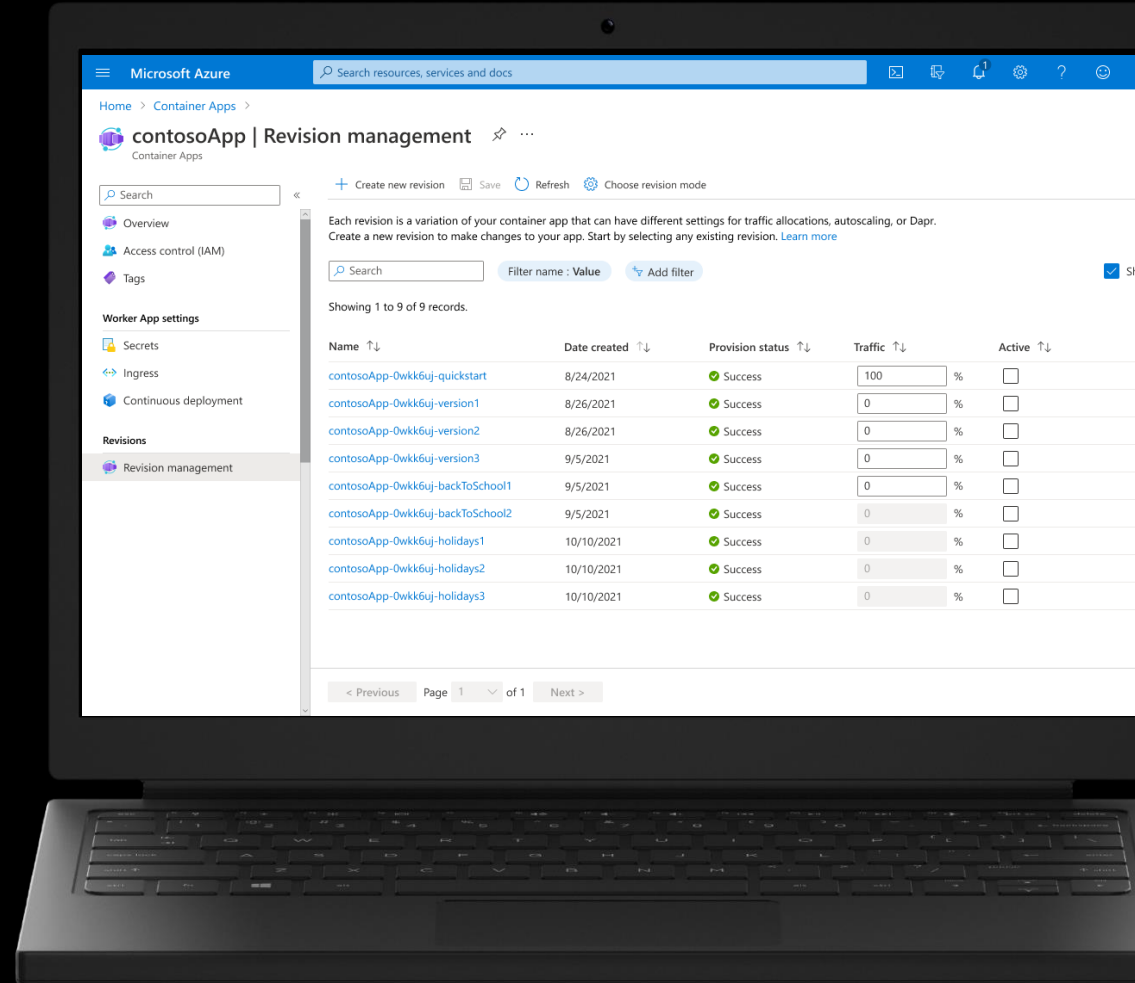 Microsoft Azure
Search resources, services and docs
1
Home > Container Apps >
contosoApp | Revision management
Container Apps
Search
«
Overview
Access control (IAM)
Tags
Worker App settings
Secrets
Ingress
Continuous deployment
Revisions
Revision management
Create new revision Save Refresh Choose revision mode
Each revision is a variation of your container app that can have different settings for traffic allocations, autoscaling, or Dapr.
Create a new revision to make changes to your app. Start by selecting any existing revision. Learn more
Search Filter name : Value Add filter
Showing 1 to 9 of 9 records.
Name Date created Provision status Traffic Active
contosoApp-0wkk6uj-quickstart 8/24/2021 Success 100 %
contosoApp-0wkk6uj-version1 8/26/2021 Success 0 %
contosoApp-0wkk6uj-version2 8/26/2021 Success 0 %
contosoApp-0wkk6uj-version3 9/5/2021 Success 0 %
contosoApp-0wkk6uj-backToSchool1 9/5/2021 Success 0 %
contosoApp-0wkk6uj-backToSchool2 9/5/2021 Success 0 %
contosoApp-0wkk6uj-holidays1 10/10/2021 Success 0 %
contosoApp-0wkk6uj-holidays2 10/10/2021 Success 0 %
contosoApp-0wkk6uj-holidays3 10/10/2021 Success 0 %
< Previous Page 1 of 1 Next >